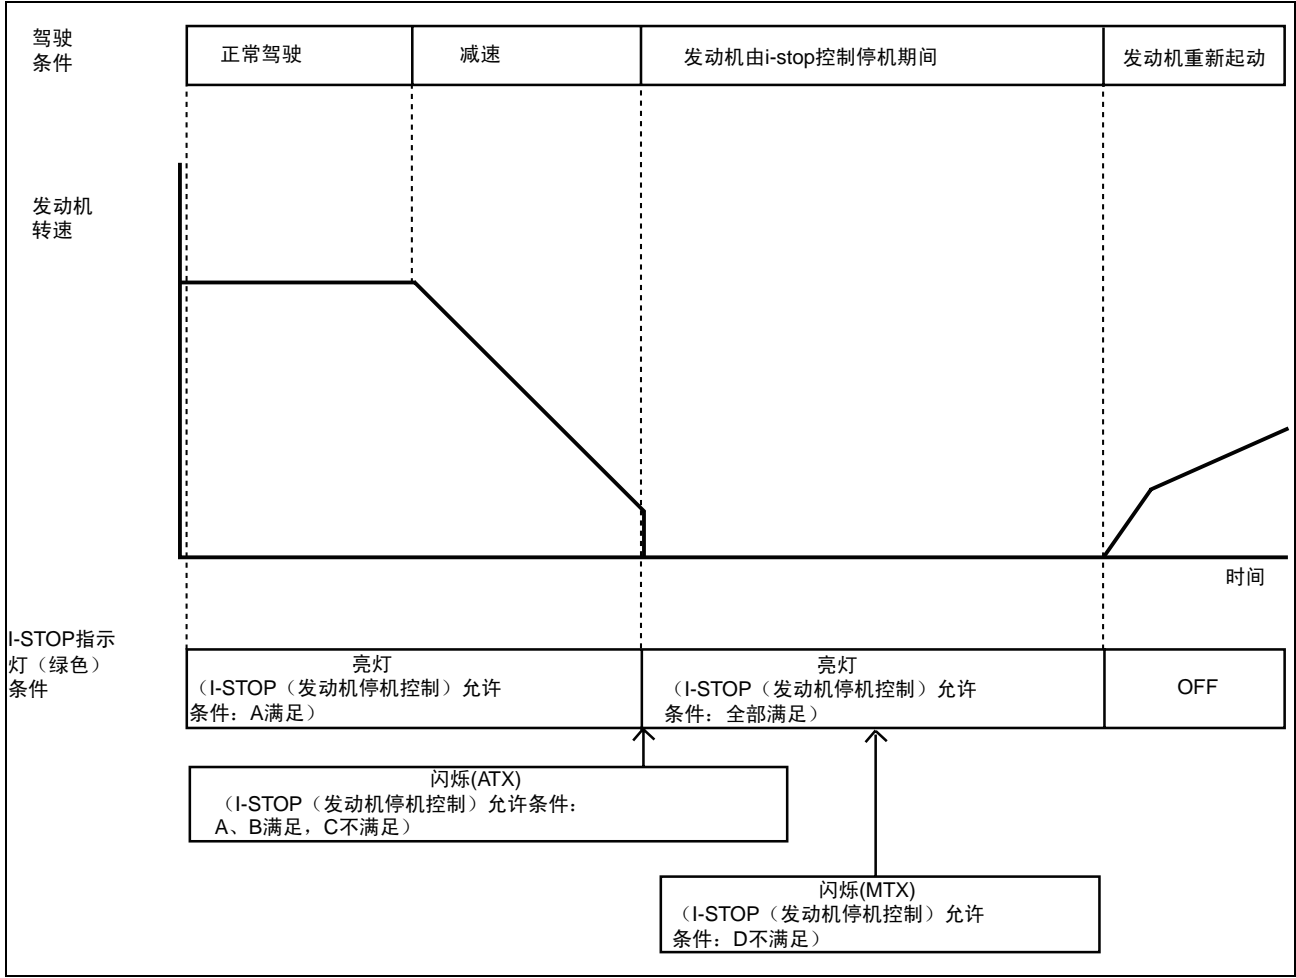 驾驶
条件
正常驾驶
减速
发动机由i-stop控制停机期间
发动机重新起动
发动机
转速
时间
I-STOP指示
灯（绿色）
条件
亮灯
（I-STOP（发动机停机控制）允许
条件：A满足）
亮灯
（I-STOP（发动机停机控制）允许
条件：全部满足）
OFF
闪烁(ATX)
（I-STOP（发动机停机控制）允许条件：
A、B满足，C不满足）
闪烁(MTX)
（I-STOP（发动机停机控制）允许
条件：D不满足）